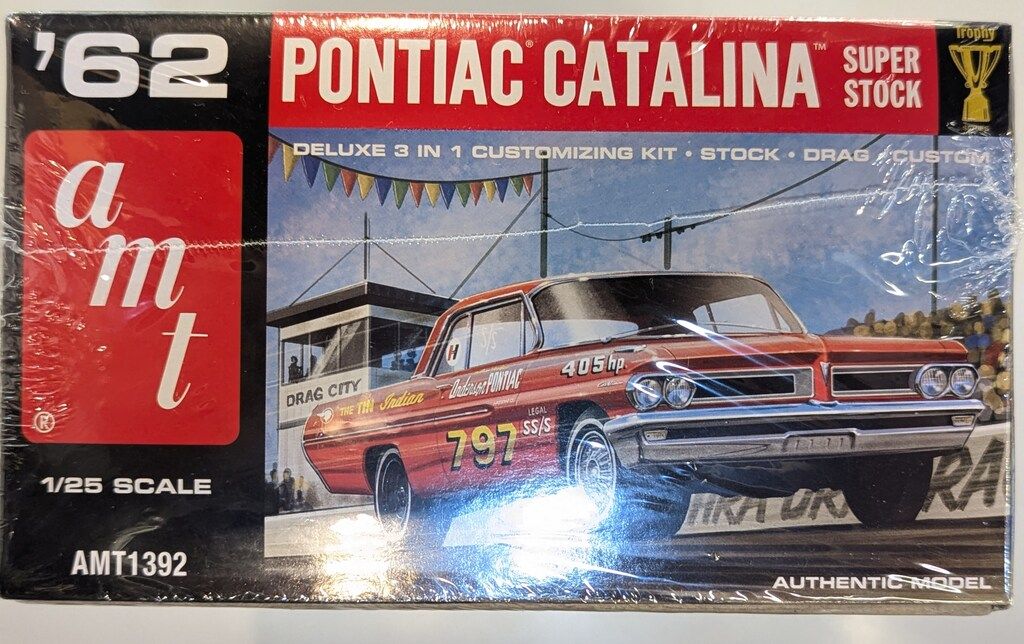 '62
PONTIAC® CATALINA™
SUPER
STOCK
Trophy
DELUXE 3 IN 1 CUSTOMIZING KIT • STOCK • DRAG • CUSTOM
amt
®
1/25 SCALE
AMT1392
DRAG CITY
"THE TIN Indian
Anderson PONTIAC
405 hp
S/S
H
797
LEGAL
SS/S
AUTHENTIC MODEL